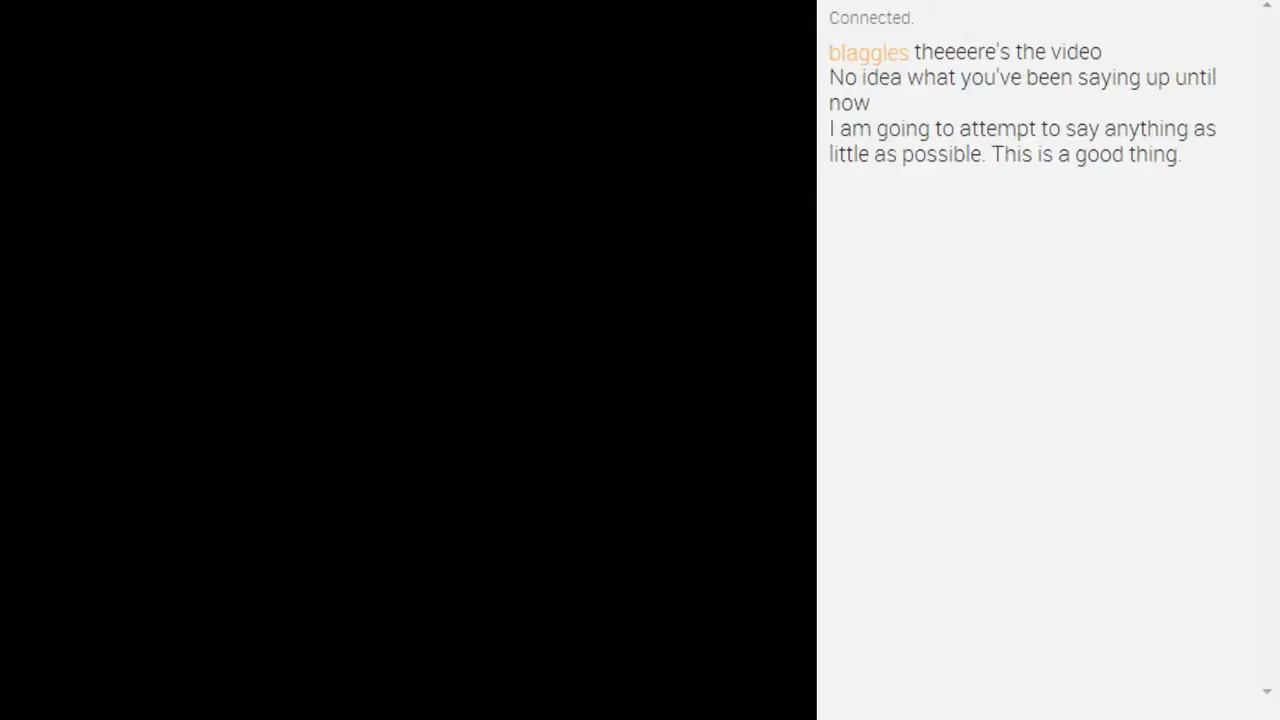 Connected.
blaggles theeeere's the video
No idea what you've been saying up until
now
I am going to attempt to say anything as
little as possible. This is a good thing.